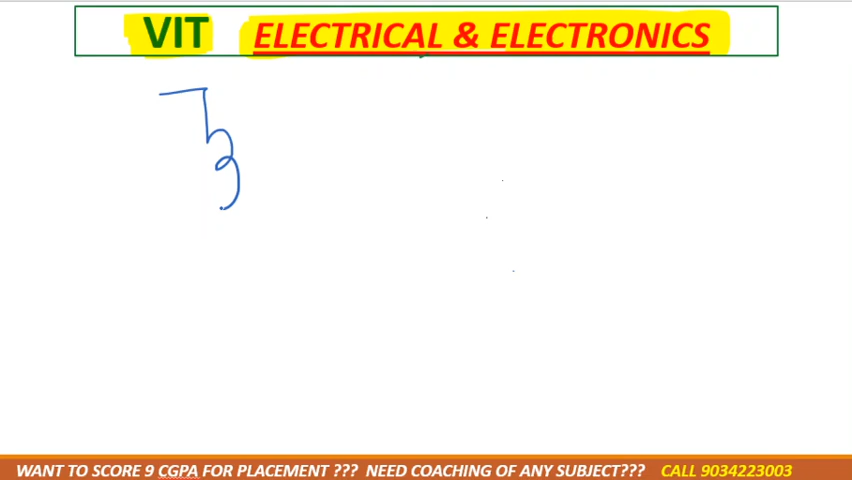 VIT ELECTRICAL & ELECTRONICS
WANT TO SCORE 9 CGPA FOR PLACEMENT ??? NEED COACHING OF ANY SUBJECT??? CALL 9034223003